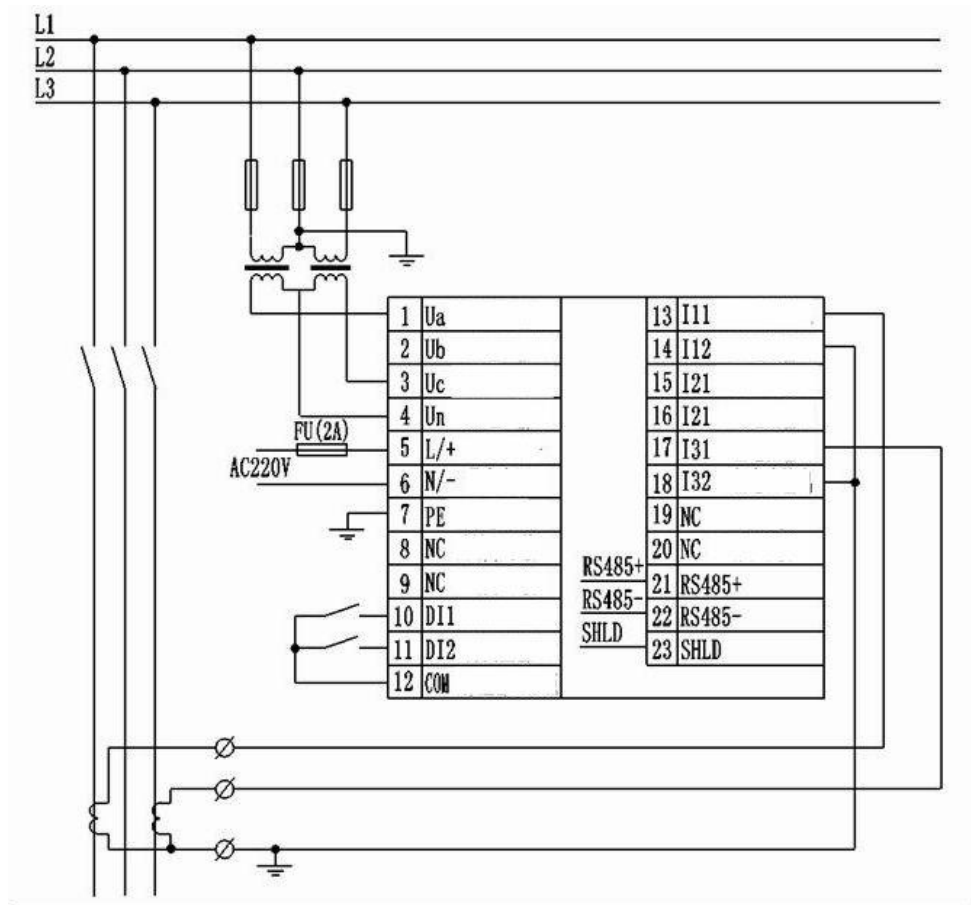 L1
L2
L3
1 Ua
2 Ub
3 Uc
4 Un
5 L/+
6 N/-
7 PE
8 NC
9 NC
10 DI1
11 DI2
12 COM
FU(2A)
AC220V
13 I11
14 I12
15 I21
16 I21
17 I31
18 I32
19 NC
20 NC
21 RS485+
22 RS485-
23 SHLD
RS485+
RS485-
SHLD